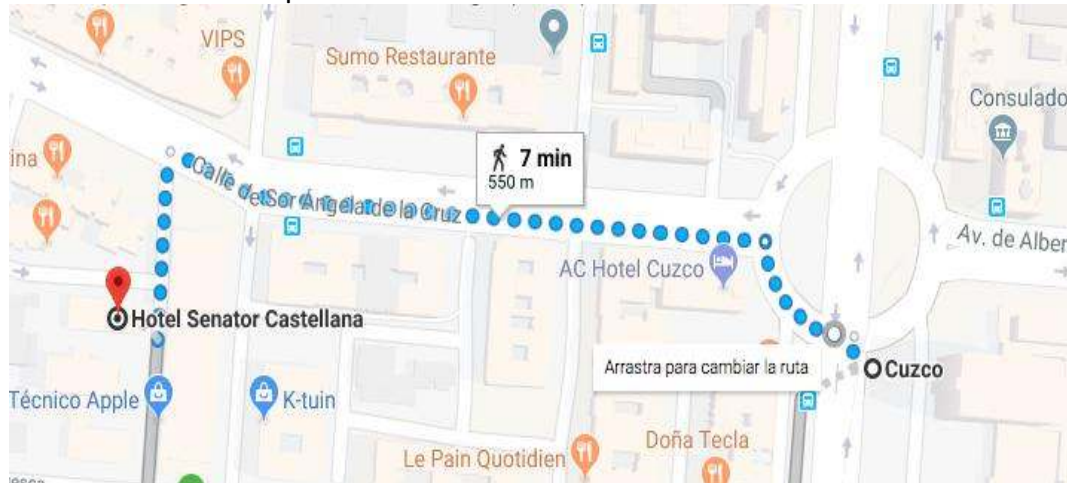 VIPS
Sumo Restaurante
Consulado
ina
7 min
550 m
Calle de Sor Ángela de la Cruz
Av. de Alber
AC Hotel Cuzco
Hotel Senator Castellana
Arrastra para cambiar la ruta
Cuzco
Técnico Apple
K-tuin
Doña Tecla
Le Pain Quotidien